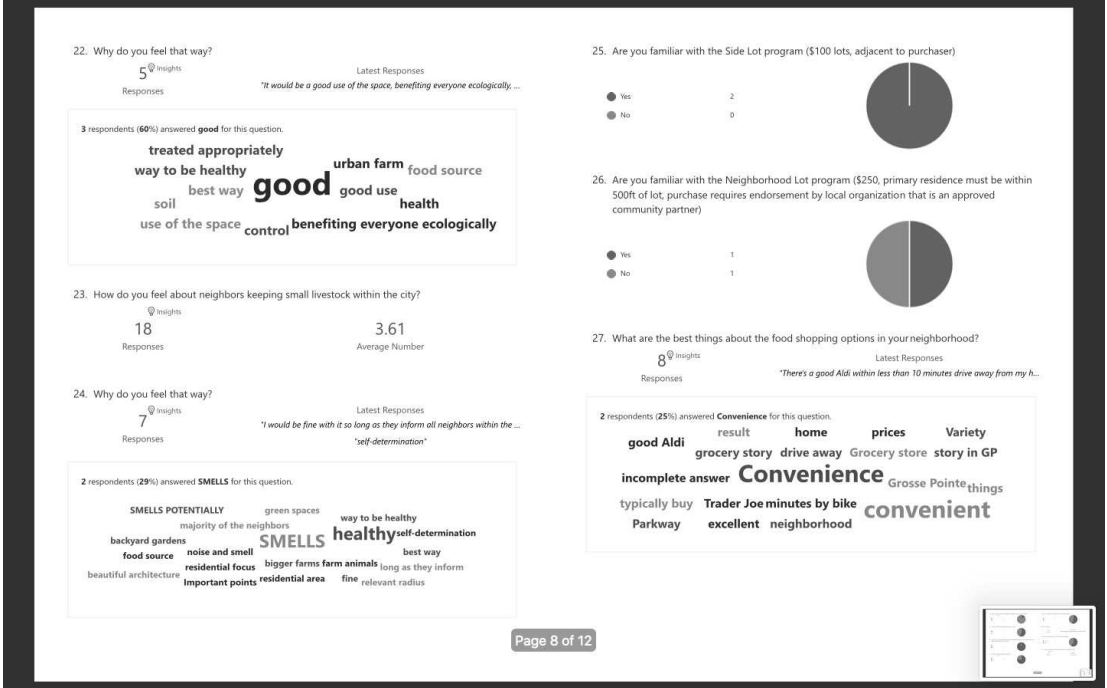 22. Why do you feel that way?
5 Insights
Responses
Latest Responses
"It would be a good use of the space, benefiting everyone ecologically, ...
3 respondents (60%) answered good for this question.
treated appropriately
way to be healthy urban farm food source
best way good good use
soil health
use of the space control benefiting everyone ecologically
23. How do you feel about neighbors keeping small livestock within the city?
Insights
18 3.61
Responses Average Number
24. Why do you feel that way?
7 Insights
Responses
Latest Responses
"I would be fine with it so long as they inform all neighbors within the ...
"self-determination"
2 respondents (29%) answered SMELLS for this question.
SMELLS POTENTIALLY green spaces
majority of the neighbors way to be healthy
backyard gardens SMELLS healthy self-determination
food source noise and smell best way
residential focus bigger farms farm animals long as they inform
beautiful architecture Important points residential area fine relevant radius
25. Are you familiar with the Side Lot program ($100 lots, adjacent to purchaser)
Yes 2
No 0
26. Are you familiar with the Neighborhood Lot program ($250, primary residence must be within
500ft of lot, purchase requires endorsement by local organization that is an approved
community partner)
Yes 1
No 1
27. What are the best things about the food shopping options in your neighborhood?
8 Insights
Responses
Latest Responses
"There's a good Aldi within less than 10 minutes drive away from my h...
2 respondents (25%) answered Convenience for this question.
good Aldi result home prices Variety
grocery story drive away Grocery store story in GP
incomplete answer Convenience Grosse Pointe things
typically buy Trader Joe minutes by bike convenient
Parkway excellent neighborhood
Page 8 of 12